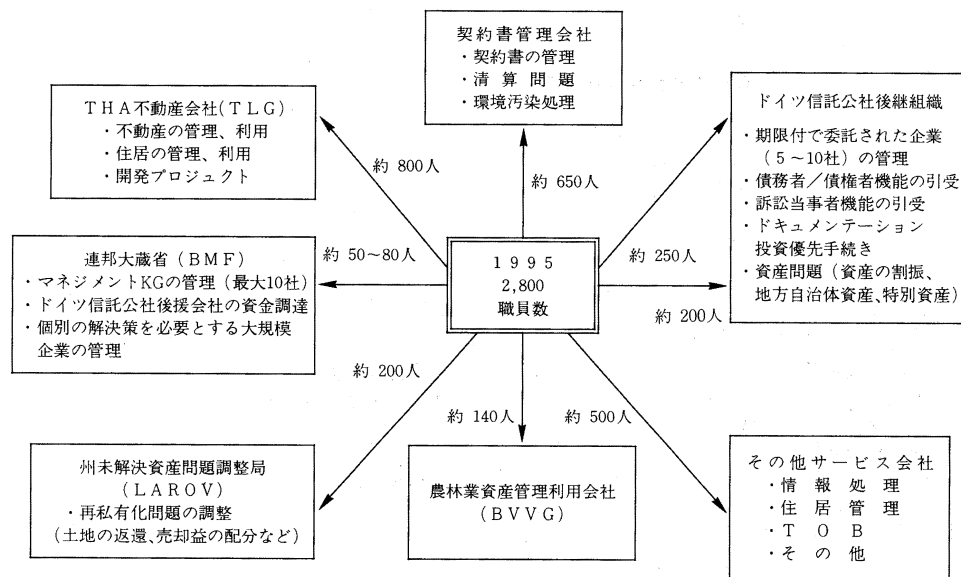 契約書管理会社
・契約書の管理
・清算問題
・環境汚染処理
THA不動産会社(TLG)
・不動産の管理、利用
・住居の管理、利用
・開発プロジェクト
ドイツ信託公社後継組織
・期限付で委託された企業
(5〜10社)の管理
・債務者/債権者機能の引受
・訴訟当事者機能の引受
・ドキュメンテーション
投資優先手続き
・資産問題(資産の割振、
地方自治体資産、特別資産)
約 800人
約 650人
約 250人
約 200人
連邦大蔵省(BMF)
・マネジメントKGの管理(最大10社)
・ドイツ信託公社後援会社の資金調達
・個別の解決策を必要とする大規模
企業の管理
約 50〜80人
1995
2,800
職員数
約 200人
約 140人
約 500人
州未解決資産問題調整局
(LAROV)
・再私有化問題の調整
(土地の返還、売却益の配分など)
農林業資産管理利用会社
(BVVG)
その他サービス会社
・情報処理
・住居管理
・TOB
・その他